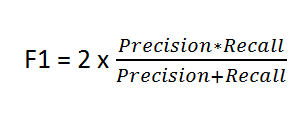 F1 = 2 x Precision*Recall
Precision+Recall